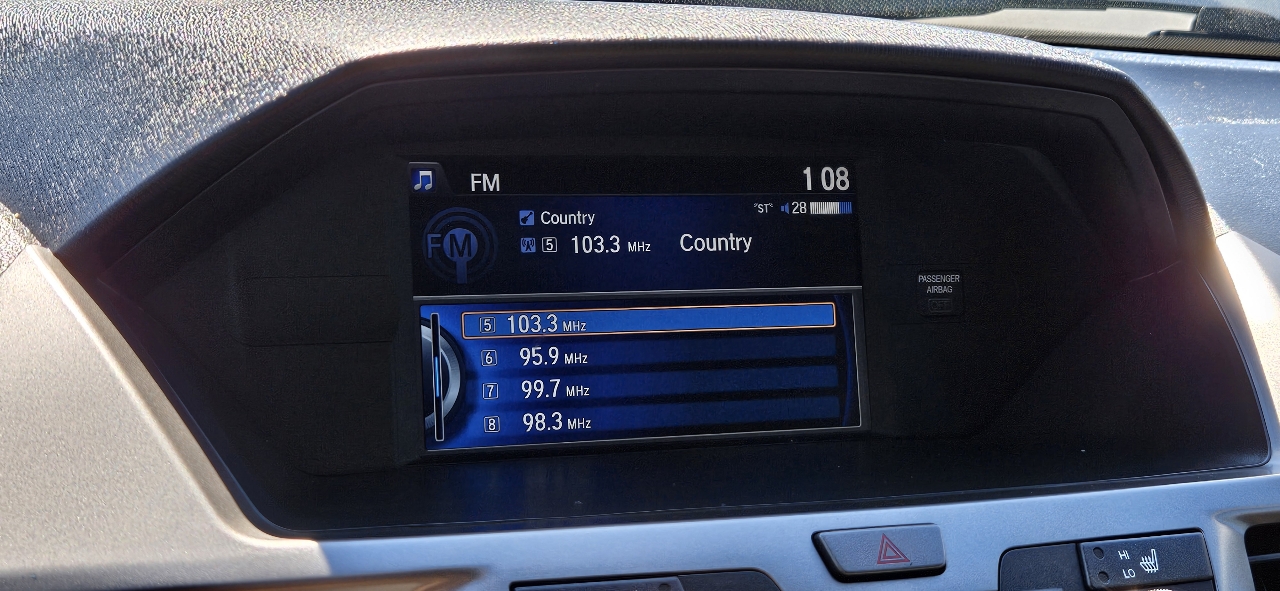 FM 1 08
"ST" 28
Country
FM
5 103.3 MHz Country
5 103.3 MHz
6 95.9 MHz
7 99.7 MHz
8 98.3 MHz
PASSENGER
AIRBAG
OFF
HI
LO